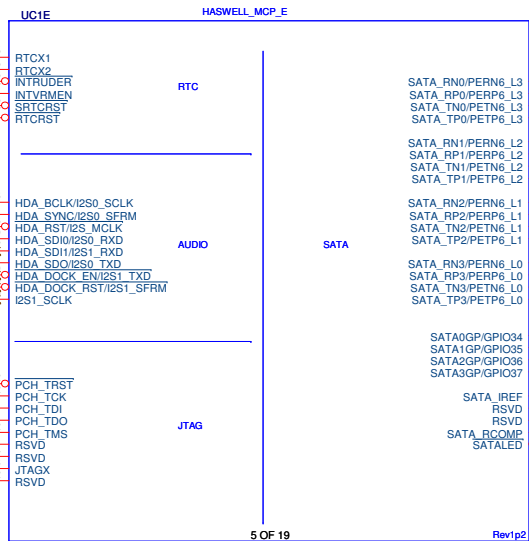 UC1E
HASWELL_MCP_E
RTCX1
RTCX2
INTRUDER
INTVRMEN
SRTCRST
RTCRST
RTC
HDA_BCLK/I2S0_SCLK
HDA_SYNC/I2S0_SFRM
HDA_RST/I2S_MCLK
HDA_SDI0/I2S0_RXD
HDA_SDI1/I2S1_RXD
HDA_SDO/I2S0_TXD
HDA_DOCK_EN/I2S1_TXD
HDA_DOCK_RST/I2S1_SFRM
I2S1_SCLK
AUDIO
PCH_TRST
PCH_TCK
PCH_TDI
PCH_TDO
PCH_TMS
RSVD
RSVD
JTAGX
RSVD
JTAG
SATA
SATA_RN0/PERN6_L3
SATA_RP0/PERP6_L3
SATA_TN0/PETN6_L3
SATA_TP0/PETP6_L3
SATA_RN1/PERN6_L2
SATA_RP1/PERP6_L2
SATA_TN1/PETN6_L2
SATA_TP1/PETP6_L2
SATA_RN2/PERN6_L1
SATA_RP2/PERP6_L1
SATA_TN2/PETN6_L1
SATA_TP2/PETP6_L1
SATA_RN3/PERN6_L0
SATA_RP3/PERP6_L0
SATA_TN3/PETN6_L0
SATA_TP3/PETP6_L0
SATA0GP/GPIO34
SATA1GP/GPIO35
SATA2GP/GPIO36
SATA3GP/GPIO37
SATA_IREF
RSVD
RSVD
SATA_RCOMP
SATALED
5 OF 19
Rev1p2